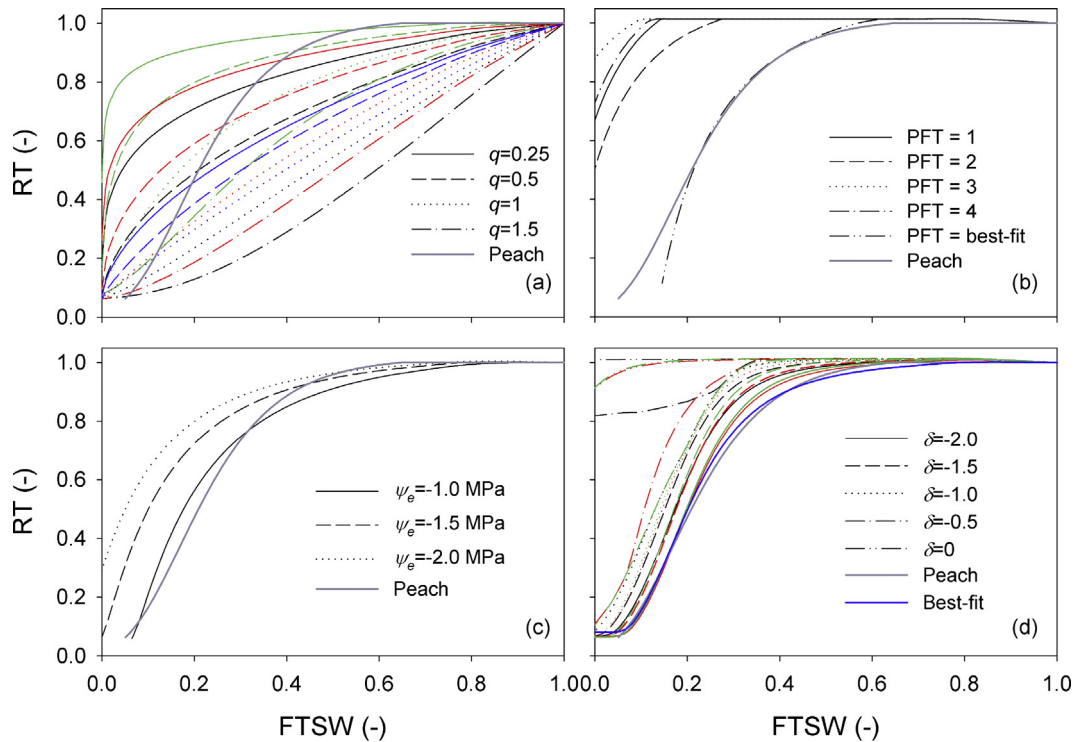 RT (-)
1.0
0.8
0.6
0.4
0.2
0.0
q=0.25
q=0.5
q=1
q=1.5
Peach
(a)
PFT = 1
PFT = 2
PFT = 3
PFT = 4
PFT = best-fit
Peach
(b)
RT (-)
1.0
0.8
0.6
0.4
0.2
0.0
ψe=-1.0 MPa
ψe=-1.5 MPa
ψe=-2.0 MPa
Peach
(c)
δ=-2.0
δ=-1.5
δ=-1.0
δ=-0.5
δ=0
Peach
Best-fit
(d)
0.0 0.2 0.4 0.6 0.8 1.0
0.2 0.4 0.6 0.8 1.0
FTSW (-)
FTSW (-)